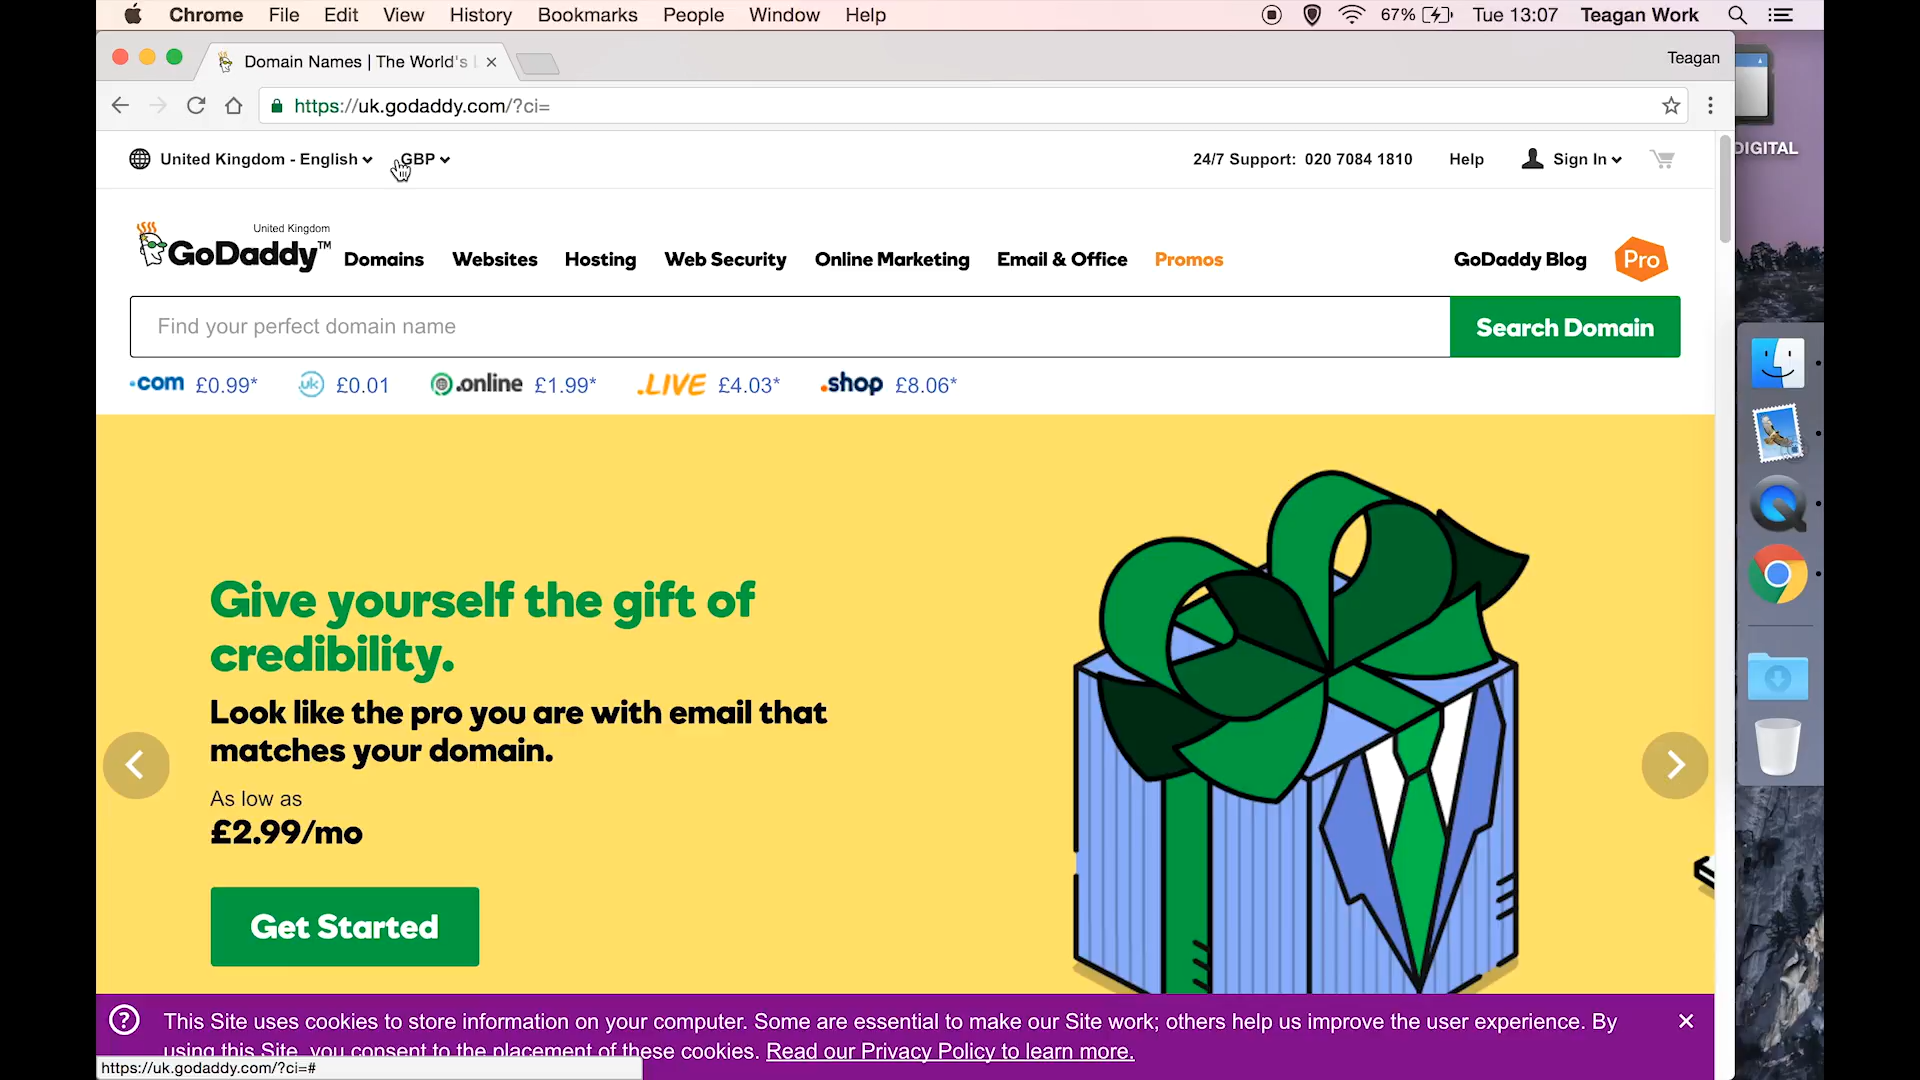 Chrome File Edit View History Bookmarks People Window Help 67% Tue 13:07 Teagan Work
Domain Names | The World's
Teagan
https://uk.godaddy.com/?ci=
DIGITAL
United Kingdom - English GBP 24/7 Support: 020 7084 1810 Help Sign In
United Kingdom
GoDaddy™ Domains Websites Hosting Web Security Online Marketing Email & Office Promos GoDaddy Blog Pro
Find your perfect domain name Search Domain
.com £0.99* uk £0.01 .online £1.99* .LIVE £4.03* .shop £8.06*
Give yourself the gift of
credibility.
Look like the pro you are with email that
matches your domain.
As low as
£2.99/mo
Get Started
This Site uses cookies to store information on your computer. Some are essential to make our Site work; others help us improve the user experience. By
using this Site, you consent to the placement of these cookies. Read our Privacy Policy to learn more.
https://uk.godaddy.com/?ci=#